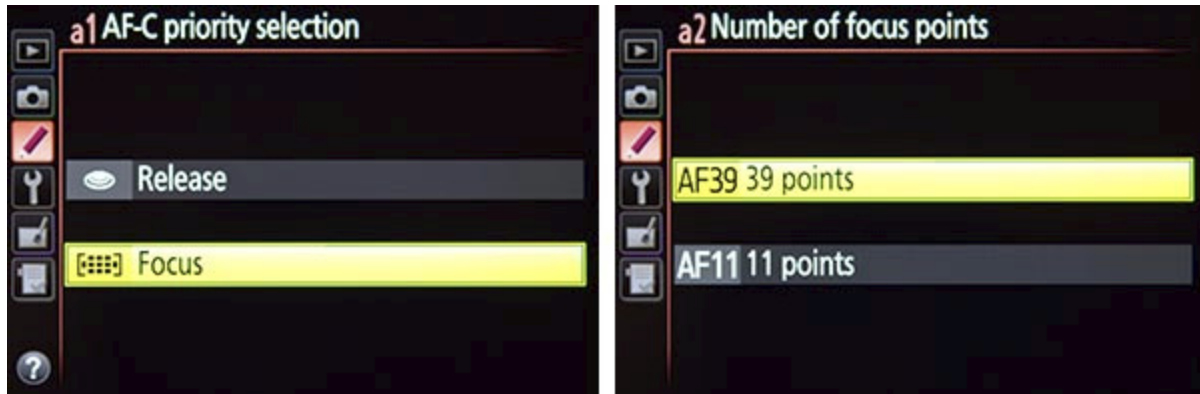 a1 AF-C priority selection
Release
Focus
?
a2 Number of focus points
AF39 39 points
AF11 11 points